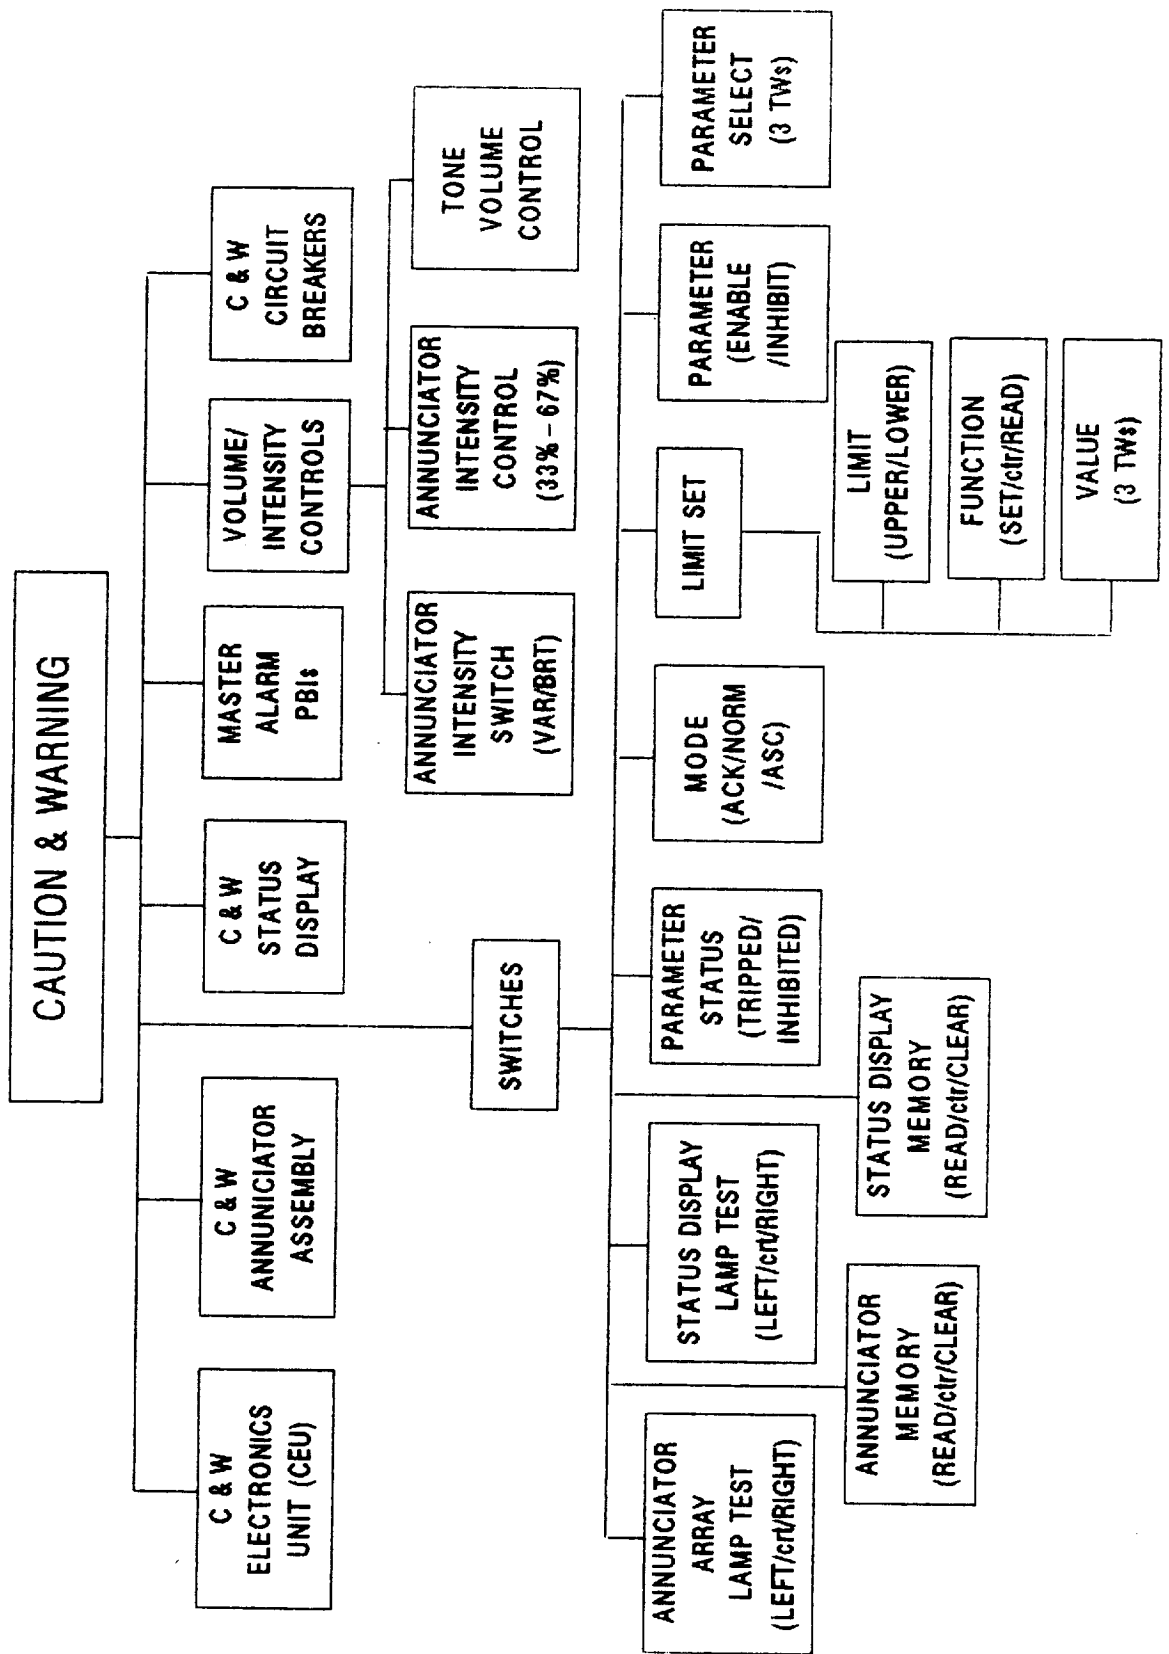 CAUTION & WARNING
C & W
ELECTRONICS
UNIT (CEU)
C & W
ANNUNICIATOR
ASSEMBLY
C & W
STATUS
DISPLAY
MASTER
ALARM
PBIs
VOLUME/
INTENSITY
CONTROLS
C & W
CIRCUIT
BREAKERS
SWITCHES
ANNUNCIATOR
INTENSITY
SWITCH
(VAR/BRT)
ANNUNCIATOR
INTENSITY
CONTROL
(33%-67%)
TONE
VOLUME
CONTROL
ANNUNCIATOR
ARRAY
LAMP TEST
(LEFT/crt/RIGHT)
STATUS DISPLAY
LAMP TEST
(LEFT/crt/RIGHT)
PARAMETER
STATUS
(TRIPPED/
INHIBITED)
MODE
(ACK/NORM
/ASC)
LIMIT SET
PARAMETER
(ENABLE
/INHIBIT)
PARAMETER
SELECT
(3 TWs)
ANNUNCIATOR
MEMORY
(READ/ctr/CLEAR)
STATUS DISPLAY
MEMORY
(READ/ctr/CLEAR)
LIMIT
(UPPER/LOWER)
FUNCTION
(SET/ctr/READ)
VALUE
(3 TWs)